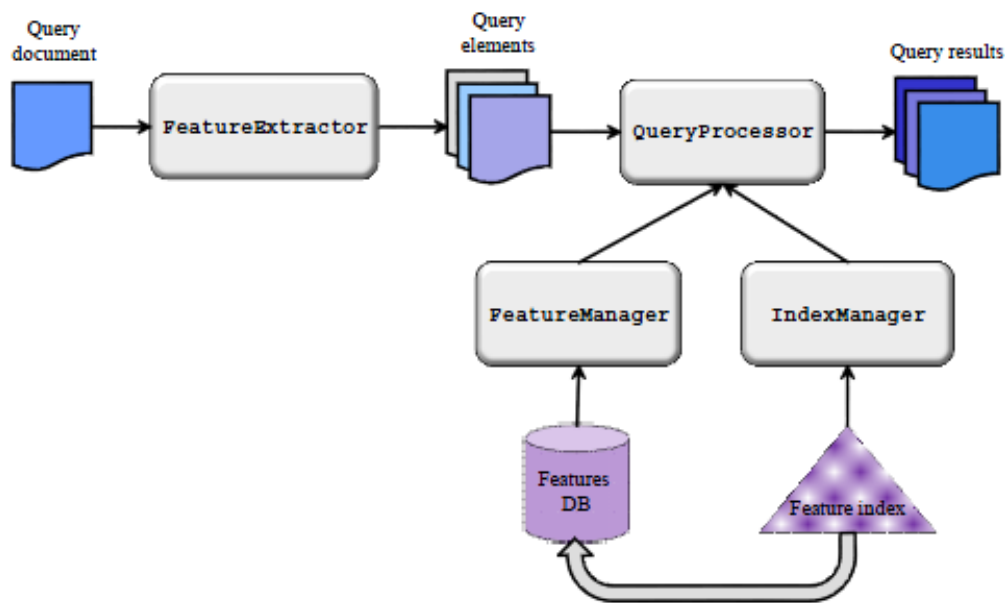 Query
document
Query
elements
Query results
FeatureExtractor
QueryProcessor
FeatureManager
IndexManager
Features
DB
Feature index